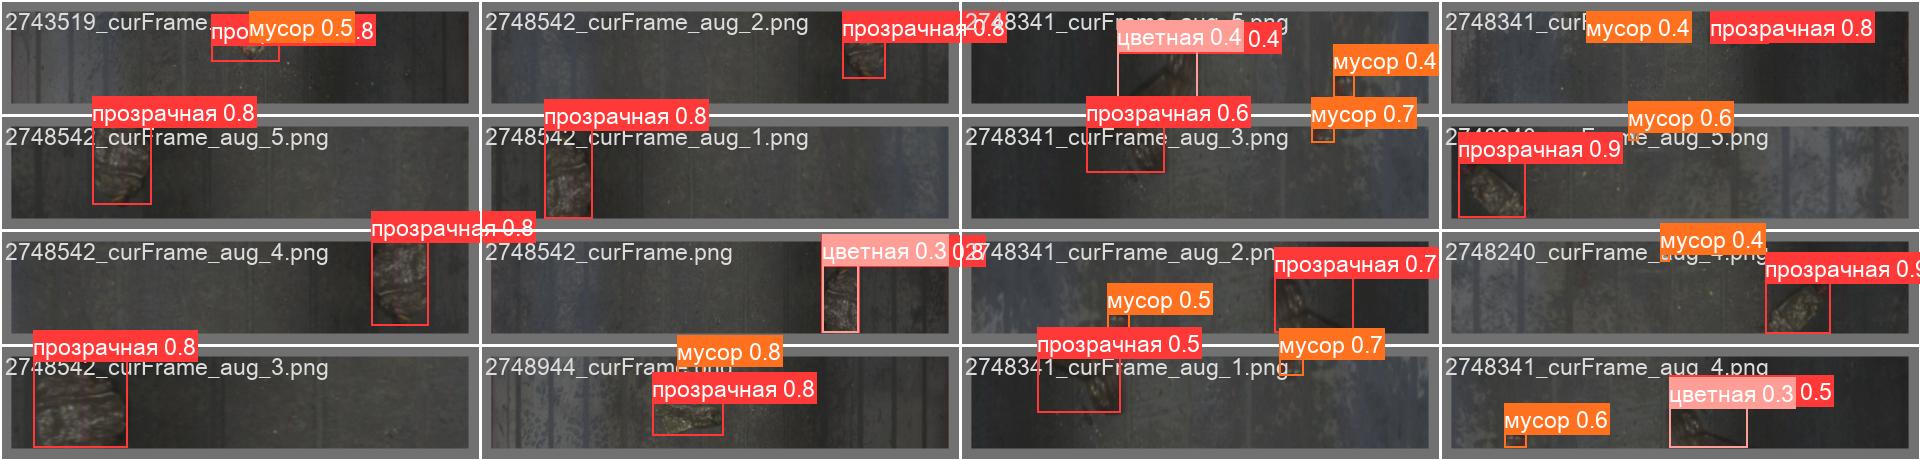 2743519_curFrame.
про
мусор 0.5
.8
2748542_curFrame_aug_2.png
прозрачная 0.8
2748341_curFrame_aug_5.png
цветная 0.4
0.4
мусор 0.4
2748341_curF
мусор 0.4
прозрачная 0.8
2748542_curFrame_aug_5.png
прозрачная 0.8
2748542_curFrame_aug_1.png
прозрачная 0.8
2748341_curFrame_aug_3.png
прозрачная 0.6
мусор 0.7
me_aug_5.png
прозрачная 0.9
мусор 0.6
2748542_curFrame_aug_4.png
прозрачная 0.8
2748542_curFrame.png
цветная 0.3
0.8
2748341_curFrame_aug_2.pn
мусор 0.5
прозрачная 0.7
2748240_curFrame_aug_4.png
мусор 0.4
прозрачная 0.9
2748542_curFrame_aug_3.png
прозрачная 0.8
2748944_curFrame.png
мусор 0.8
прозрачная 0.8
2748341_curFrame_aug_1.png
прозрачная 0.5
мусор 0.7
2748341_curFrame_aug_4.png
мусор 0.6
цветная 0.3
0.5